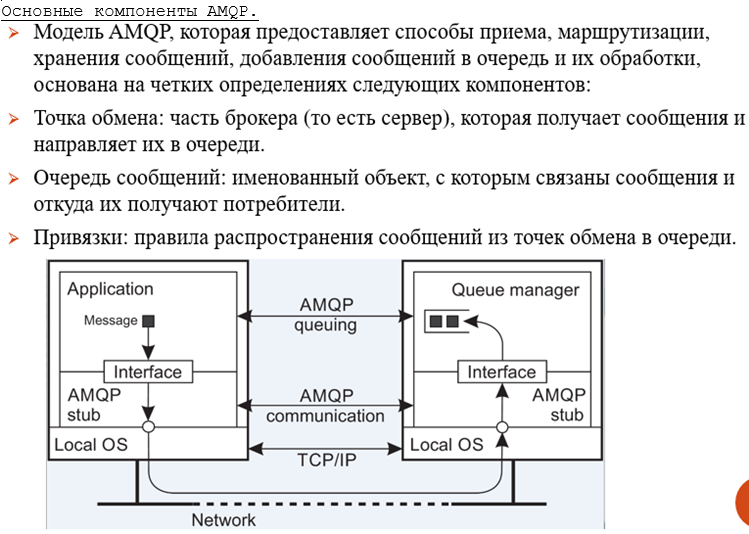 Основные компоненты AMQP.
Модель AMQP, которая предоставляет способы приема, маршрутизации,
хранения сообщений, добавления сообщений в очередь и их обработки,
основана на четких определениях следующих компонентов:
Точка обмена: часть брокера (то есть сервер), которая получает сообщения и
направляет их в очереди.
Очередь сообщений: именованный объект, с которым связаны сообщения и
откуда их получают потребители.
Привязки: правила распространения сообщений из точек обмена в очереди.
Application
Message
Interface
AMQP
stub
Local OS
AMQP
queuing
AMQP
communication
TCP/IP
Queue manager
Interface
AMQP
stub
Local OS
Network